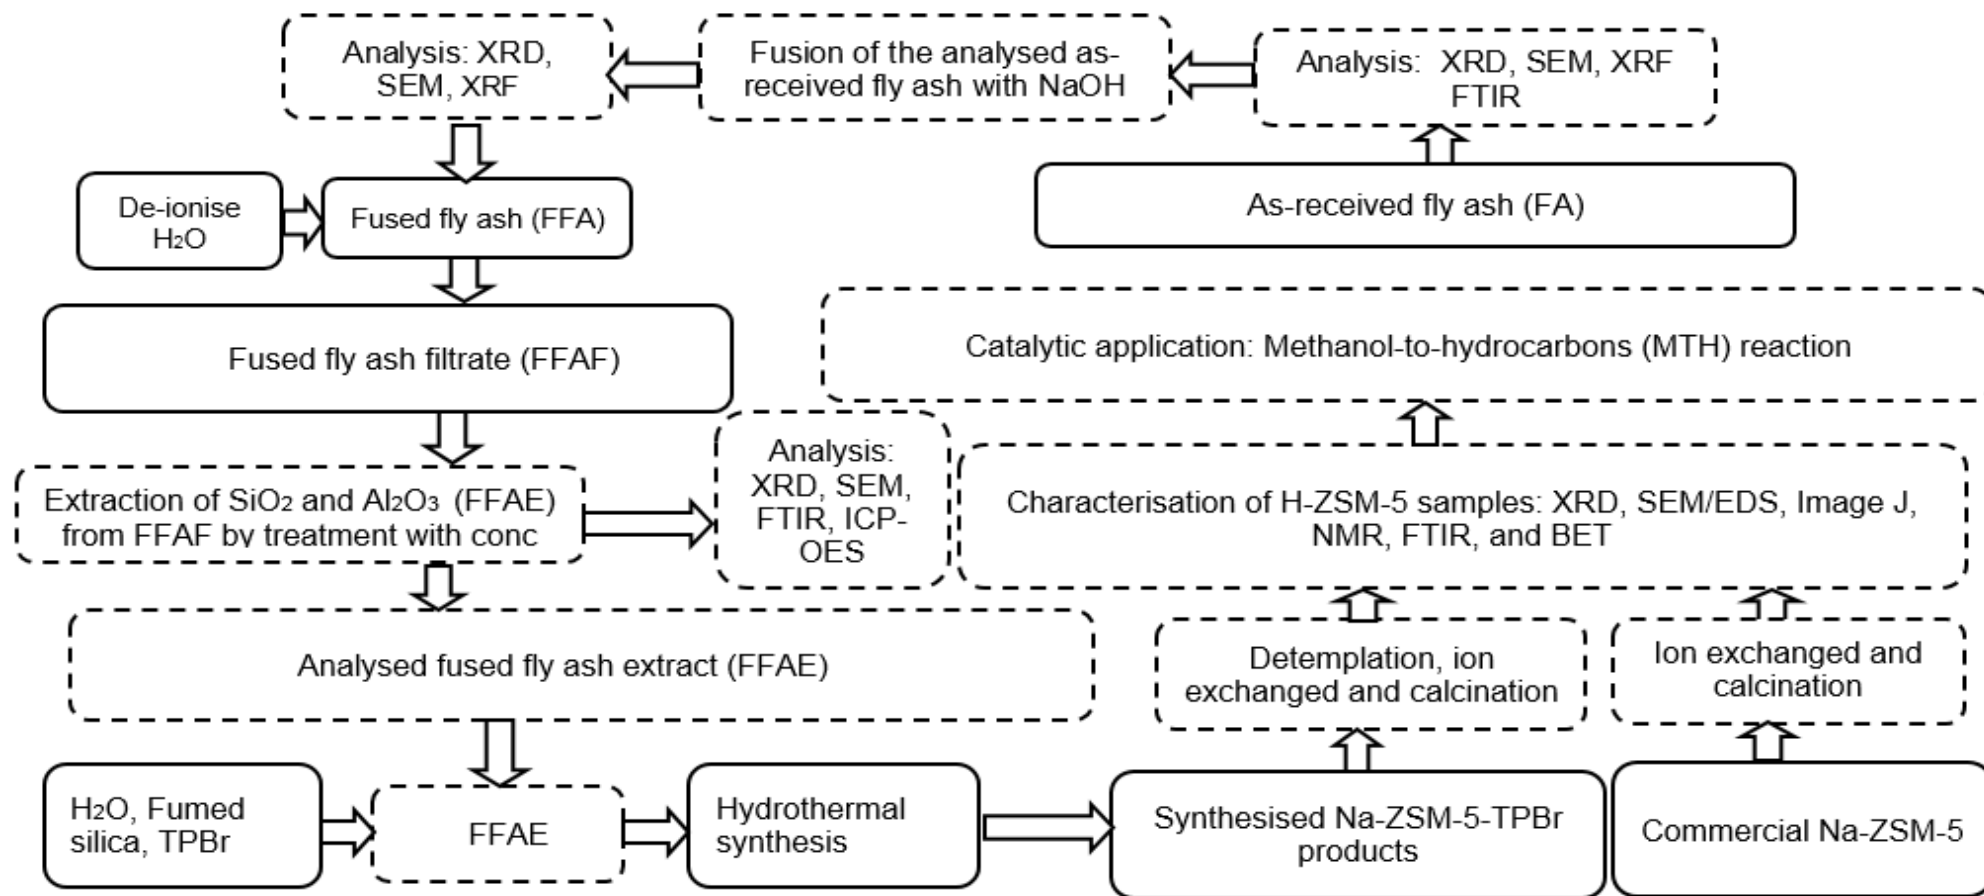 Analysis: XRD,
SEM, XRF
Fusion of the analysed as-
received fly ash with NaOH
Analysis:  XRD, SEM, XRF
FTIR
De-ionise
H₂O
Fused fly ash (FFA)
As-received fly ash (FA)
Fused fly ash filtrate (FFAF)
Catalytic application: Methanol-to-hydrocarbons (MTH) reaction
Extraction of SiO₂ and Al₂O₃ (FFAE)
from FFAF by treatment with conc
Analysis:
XRD, SEM,
FTIR, ICP-
OES
Characterisation of H-ZSM-5 samples: XRD, SEM/EDS, Image J,
NMR, FTIR, and BET
Analysed fused fly ash extract (FFAE)
Detemplation, ion
exchanged and calcination
Ion exchanged and
calcination
H₂O, Fumed
silica, TPBr
FFAE
Hydrothermal
synthesis
Synthesised Na-ZSM-5-TPBr
products
Commercial Na-ZSM-5